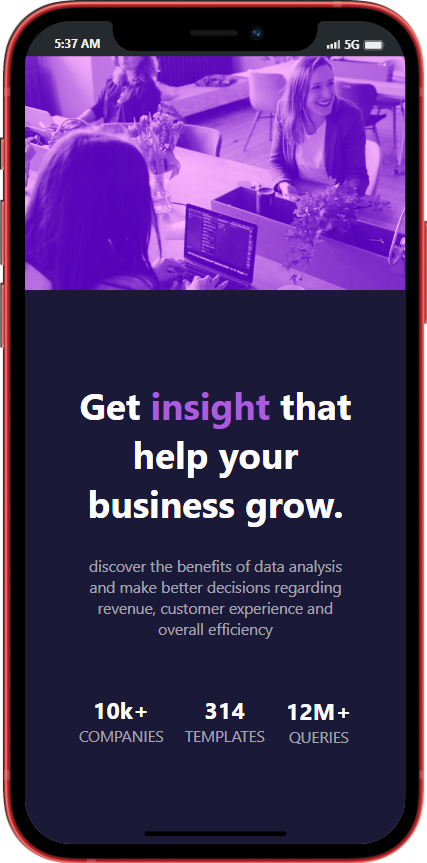 5:37 AM 5G
Get insight that
help your
business grow.
discover the benefits of data analysis
and make better decisions regarding
revenue, customer experience and
overall efficiency
10k+ 314 12M+
COMPANIES TEMPLATES QUERIES